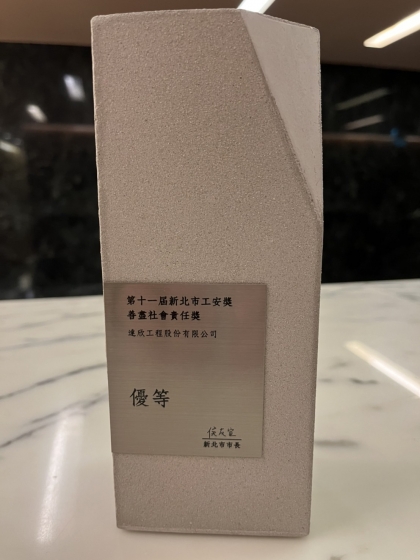 第十一屆新北市工安獎
善盡社會責任獎
達欣工程股份有限公司
優等
侯友宜
新北市市長